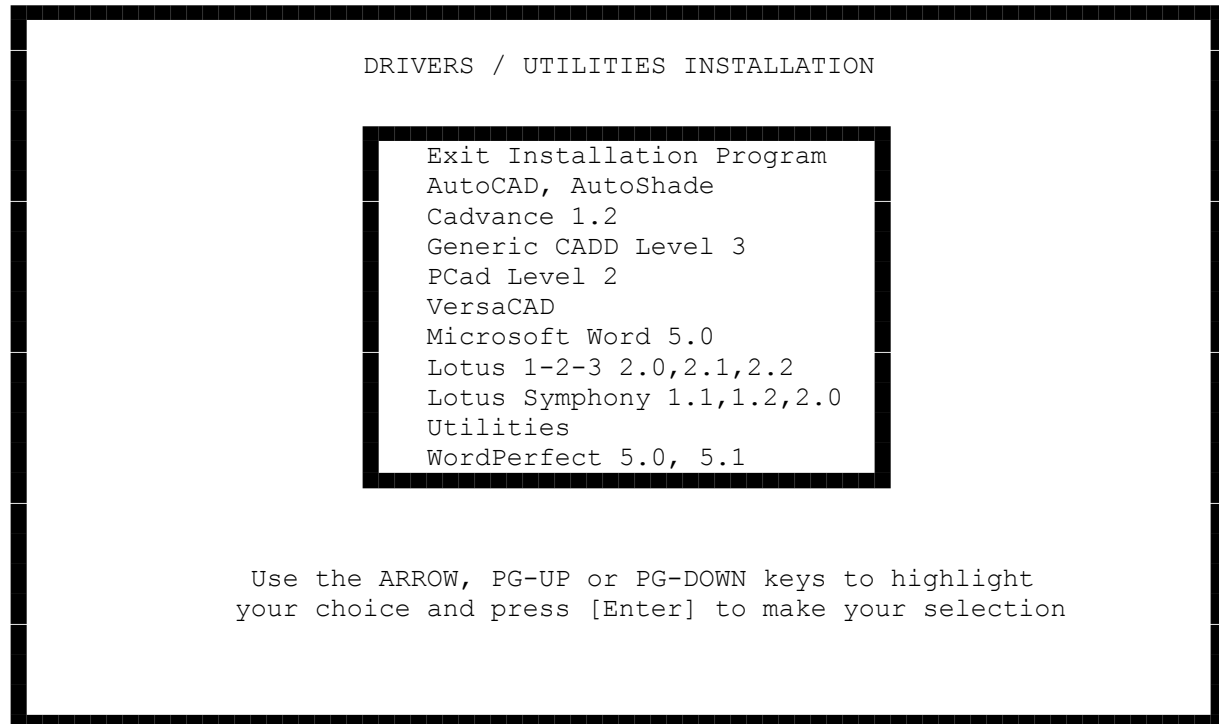 DRIVERS / UTILITIES INSTALLATION
Exit Installation Program
AutoCAD, AutoShade
Cadvance 1.2
Generic CADD Level 3
PCad Level 2
VersaCAD
Microsoft Word 5.0
Lotus 1-2-3 2.0,2.1,2.2
Lotus Symphony 1.1,1.2,2.0
Utilities
WordPerfect 5.0, 5.1
Use the ARROW, PG-UP or PG-DOWN keys to highlight
your choice and press [Enter] to make your selection